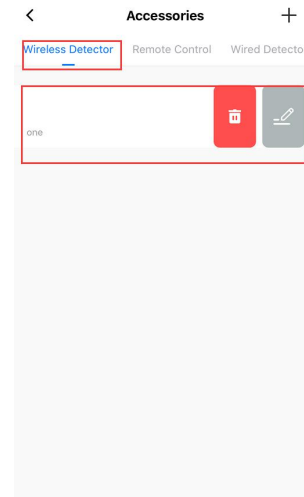 Accessories
Wireless Detector Remote Control Wired Detecto
one